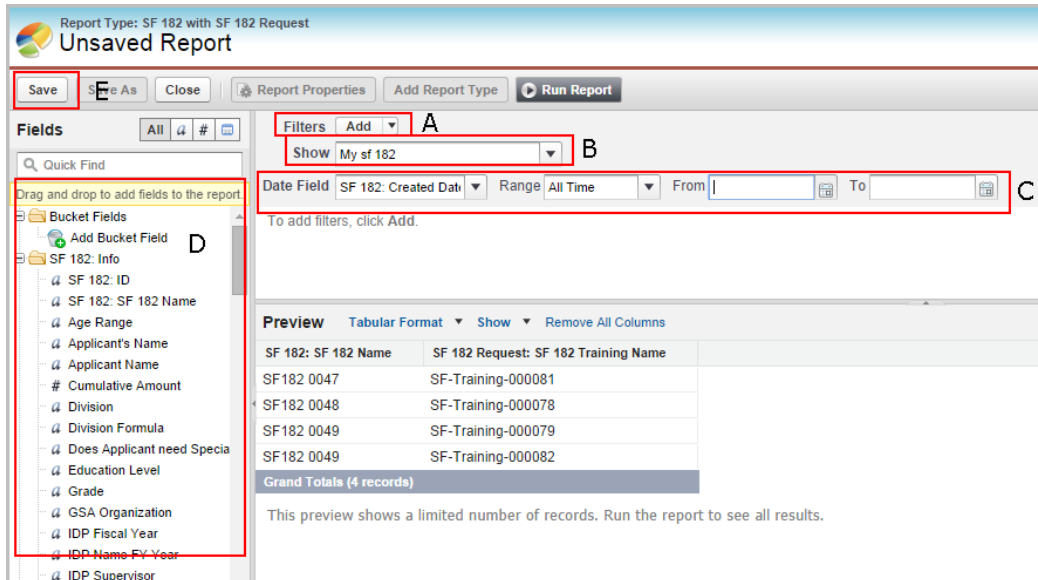 Report Type: SF 182 with SF 182 Request
Unsaved Report
Save E Save As Close Report Properties Add Report Type Run Report
Fields All a #
Quick Find
Drag and drop to add fields to the report.
Bucket Fields
Add Bucket Field
D
SF 182: Info
a SF 182: ID
a SF 182: SF 182 Name
a Age Range
a Applicant's Name
a Applicant Name
# Cumulative Amount
a Division
a Division Formula
a Does Applicant need Specia
a Education Level
a Grade
a GSA Organization
a IDP Fiscal Year
a IDP Name FY Year
a IDP Supervisor
Filters Add A
Show My sf 182 B
Date Field SF 182: Created Dat Range All Time From To C
To add filters, click Add.
Preview Tabular Format Show Remove All Columns
SF 182: SF 182 Name SF 182 Request: SF 182 Training Name
SF182 0047 SF-Training-000081
SF182 0048 SF-Training-000078
SF182 0049 SF-Training-000079
SF182 0049 SF-Training-000082
Grand Totals (4 records)
This preview shows a limited number of records. Run the report to see all results.